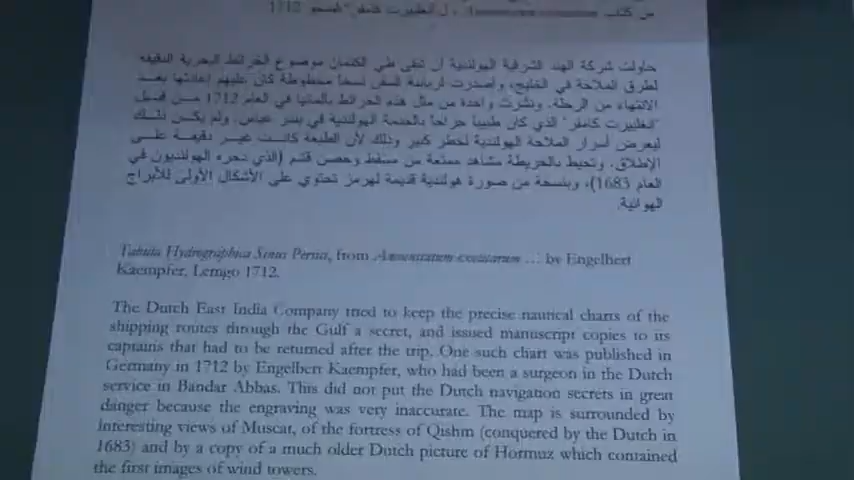 من كتاب ... كامفر" ليمجو 1712
حاولت شركة الهند الشرقية الهولندية أن تبقى طي الكتمان موضوع الخرائط البحرية الدقيقة
لطرق الملاحة في الخليج، وأصدرت لربابنة السفن نسخاً مخطوطة كان عليهم إعادتها بعد
الانتهاء من الرحلة. ونشرت واحدة من مثل هذه الخرائط بألمانيا في العام 1712 من قبل
"انغلبيرت كامفر" الذي كان طبيباً جراحاً بالخدمة الهولندية في بندر عباس. ولم يكن ذلك
ليعرض أسرار الملاحة الهولندية لخطر كبير وذلك لأن الطبعة كانت غير دقيقة على
الإطلاق. وتحيط بالخريطة مشاهد ممتعة من مسقط وحصن قشم (الذي دحره الهولنديون في
العام 1683)، وبنسخة من صورة هولندية قديمة لهرمز تحتوي على الأشكال الأولى للأبراج
الهوائية.
Tabula Hydrographica Sinus Persici, from Amoenitatum exoticarum ... by Engelbert
Kaempfer, Lemgo 1712.
The Dutch East India Company tried to keep the precise nautical charts of the
shipping routes through the Gulf a secret, and issued manuscript copies to its
captains that had to be returned after the trip. One such chart was published in
Germany in 1712 by Engelbert Kaempfer, who had been a surgeon in the Dutch
service in Bandar Abbas. This did not put the Dutch navigation secrets in great
danger because the engraving was very inaccurate. The map is surrounded by
interesting views of Muscat, of the fortress of Qishm (conquered by the Dutch in
1683) and by a copy of a much older Dutch picture of Hormuz which contained
the first images of wind towers.